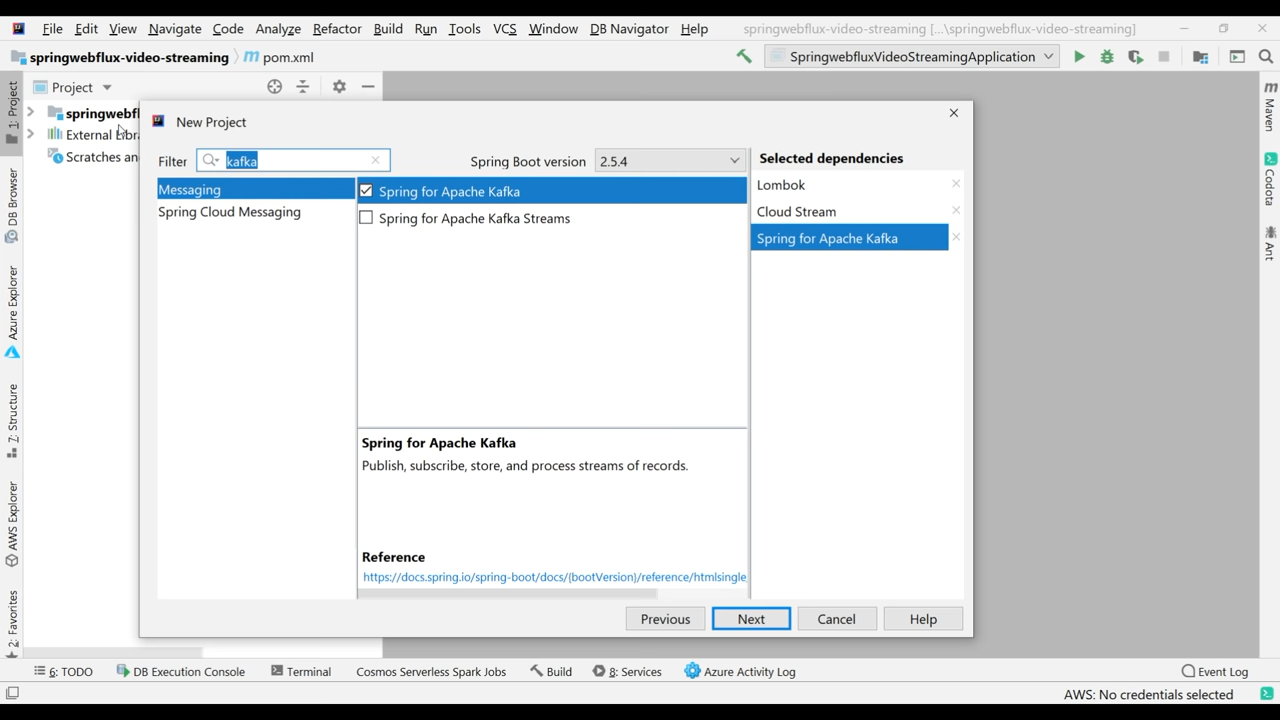 File Edit View Navigate Code Analyze Refactor Build Run Tools VCS Window DB Navigator Help springwebflux-video-streaming [...\springwebflux-video-streaming]
springwebflux-video-streaming pom.xml SpringwebfluxVideoStreamingApplication
Project
springwebfl
External Libra
Scratches an
1: Project
DB Browser
Azure Explorer
7: Structure
AWS Explorer
2: Favorites
New Project
Filter kafka Spring Boot version 2.5.4
Messaging
Spring Cloud Messaging
Spring for Apache Kafka
Spring for Apache Kafka Streams
Spring for Apache Kafka
Publish, subscribe, store, and process streams of records.
Reference
https://docs.spring.io/spring-boot/docs/{bootVersion}/reference/htmlsingle
Selected dependencies
Lombok
Cloud Stream
Spring for Apache Kafka
Previous Next Cancel Help
m Maven
Codota
Ant
6: TODO DB Execution Console Terminal Cosmos Serverless Spark Jobs Build 8: Services Azure Activity Log Event Log
AWS: No credentials selected